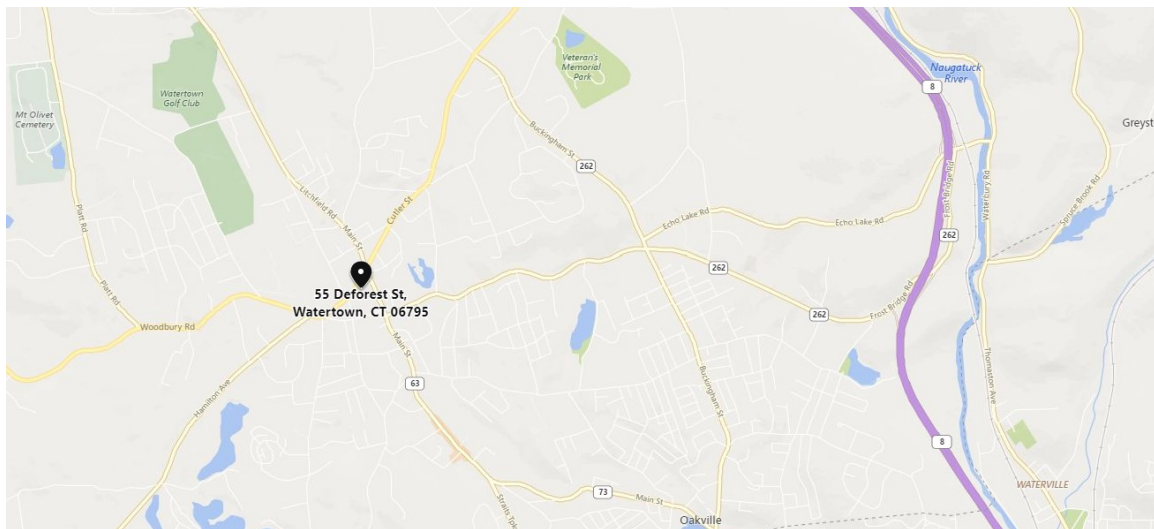 8
Naugatuck
River
Veteran's
Memorial
Park
Watertown
Golf Club
Mt Olivet
Cemetery
8
Greyst
Buckingham St
262
Cutler St
Litchfield Rd
Main St
Platt Rd
Frost Bridge Rd
Waterbury Rd
Spruce Brook Rd
Echo Lake Rd
Echo Lake Rd
262
262
55 Deforest St,
Watertown, CT 06795
Platt Rd
Woodbury Rd
262
Frost Bridge Rd
Main St
Hamilton Ave
63
Buckingham St
Thomaston Ave
8
WATERVILLE
Straits Tpk
73
Main St
Oakville